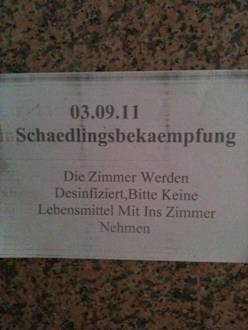 03.09.11
Schaedlingsbekaempfung
Die Zimmer Werden
Desinfiziert,Bitte Keine
Lebensmittel Mit Ins Zimmer
Nehmen